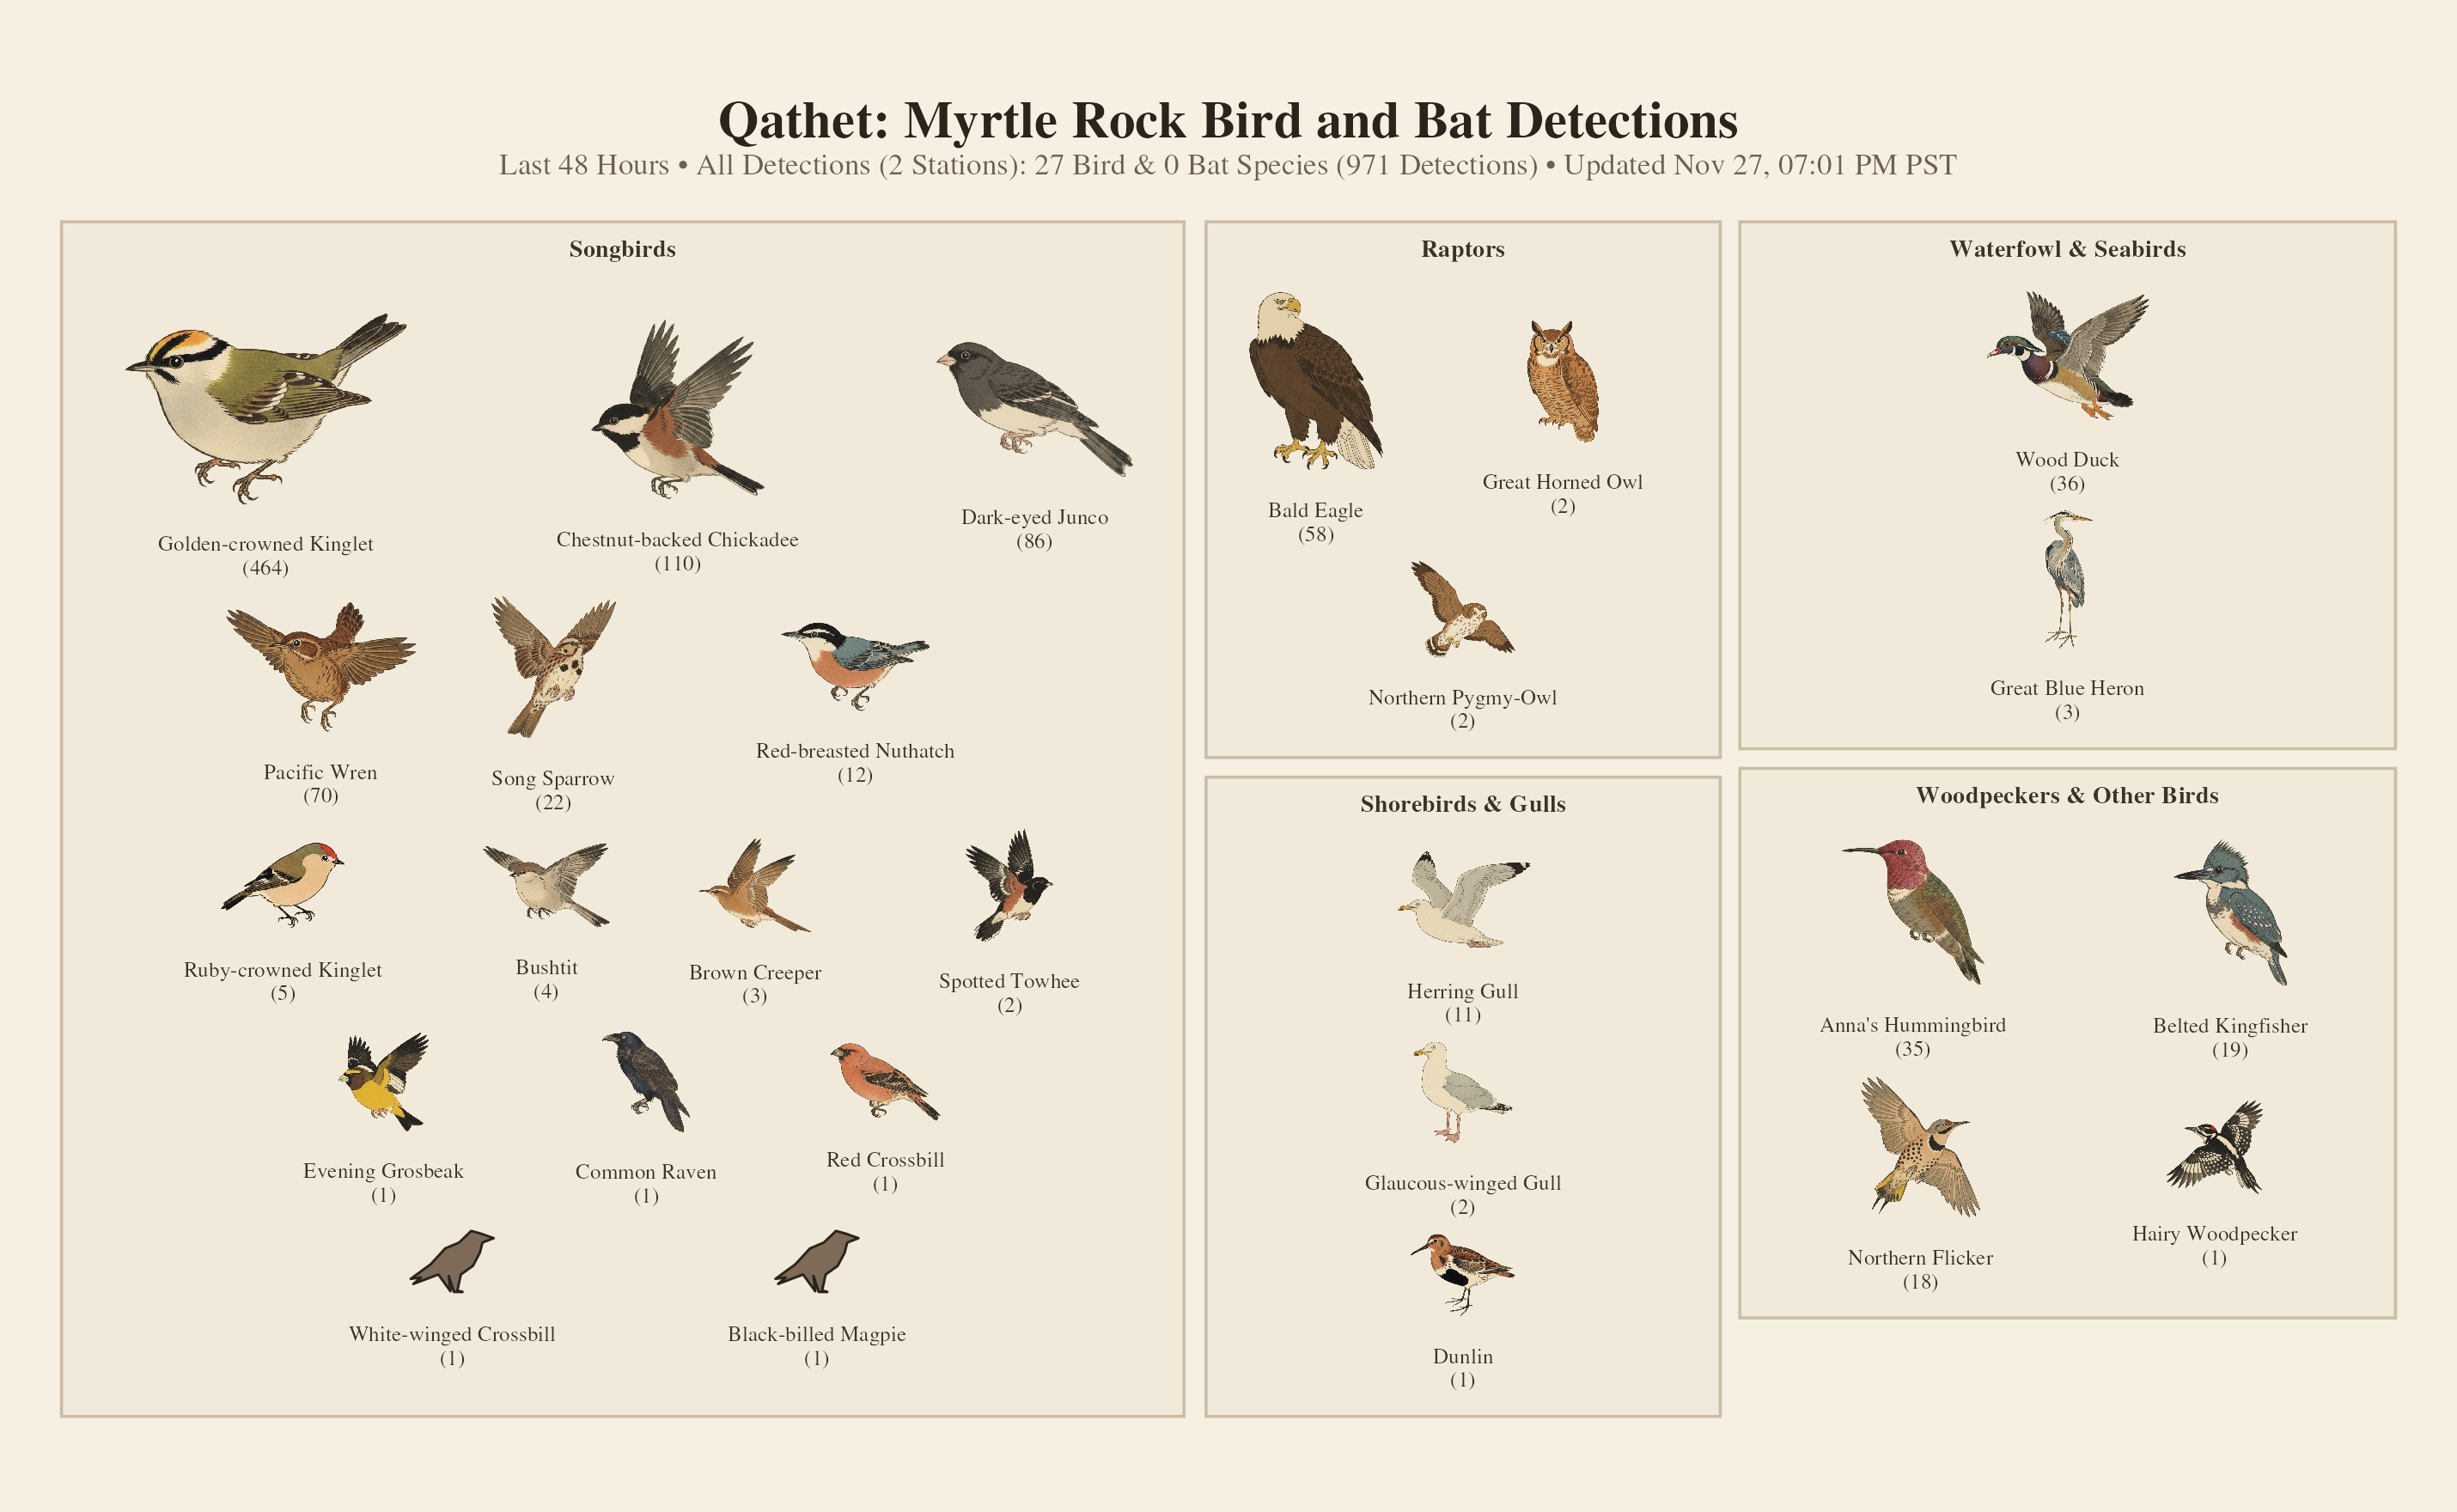 Qathet: Myrtle Rock Bird and Bat Detections
Last 48 Hours • All Detections (2 Stations): 27 Bird & 0 Bat Species (971 Detections) • Updated Nov 27, 07:01 PM PST
Songbirds
Golden-crowned Kinglet
(464)
Chestnut-backed Chickadee
(110)
Dark-eyed Junco
(86)
Pacific Wren
(70)
Song Sparrow
(22)
Red-breasted Nuthatch
(12)
Ruby-crowned Kinglet
(5)
Bushtit
(4)
Brown Creeper
(3)
Spotted Towhee
(2)
Evening Grosbeak
(1)
Common Raven
(1)
Red Crossbill
(1)
White-winged Crossbill
(1)
Black-billed Magpie
(1)
Raptors
Bald Eagle
(58)
Great Horned Owl
(2)
Northern Pygmy-Owl
(2)
Shorebirds & Gulls
Herring Gull
(11)
Glaucous-winged Gull
(2)
Dunlin
(1)
Waterfowl & Seabirds
Wood Duck
(36)
Great Blue Heron
(3)
Woodpeckers & Other Birds
Anna's Hummingbird
(35)
Belted Kingfisher
(19)
Northern Flicker
(18)
Hairy Woodpecker
(1)